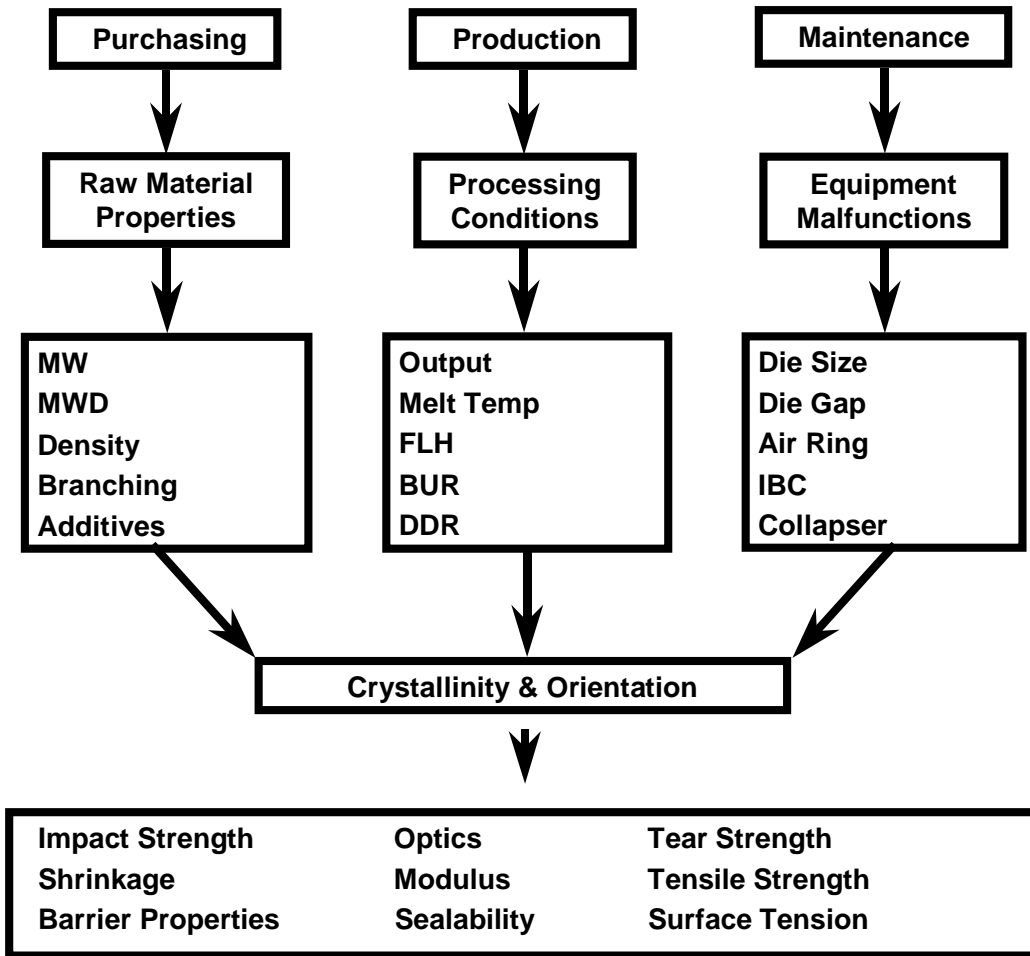 Purchasing
Production
Maintenance
Raw Material
Properties
Processing
Conditions
Equipment
Malfunctions
MW
MWD
Density
Branching
Additives
Output
Melt Temp
FLH
BUR
DDR
Die Size
Die Gap
Air Ring
IBC
Collapser
Crystallinity & Orientation
Impact Strength Optics Tear Strength
Shrinkage Modulus Tensile Strength
Barrier Properties Sealability Surface Tension